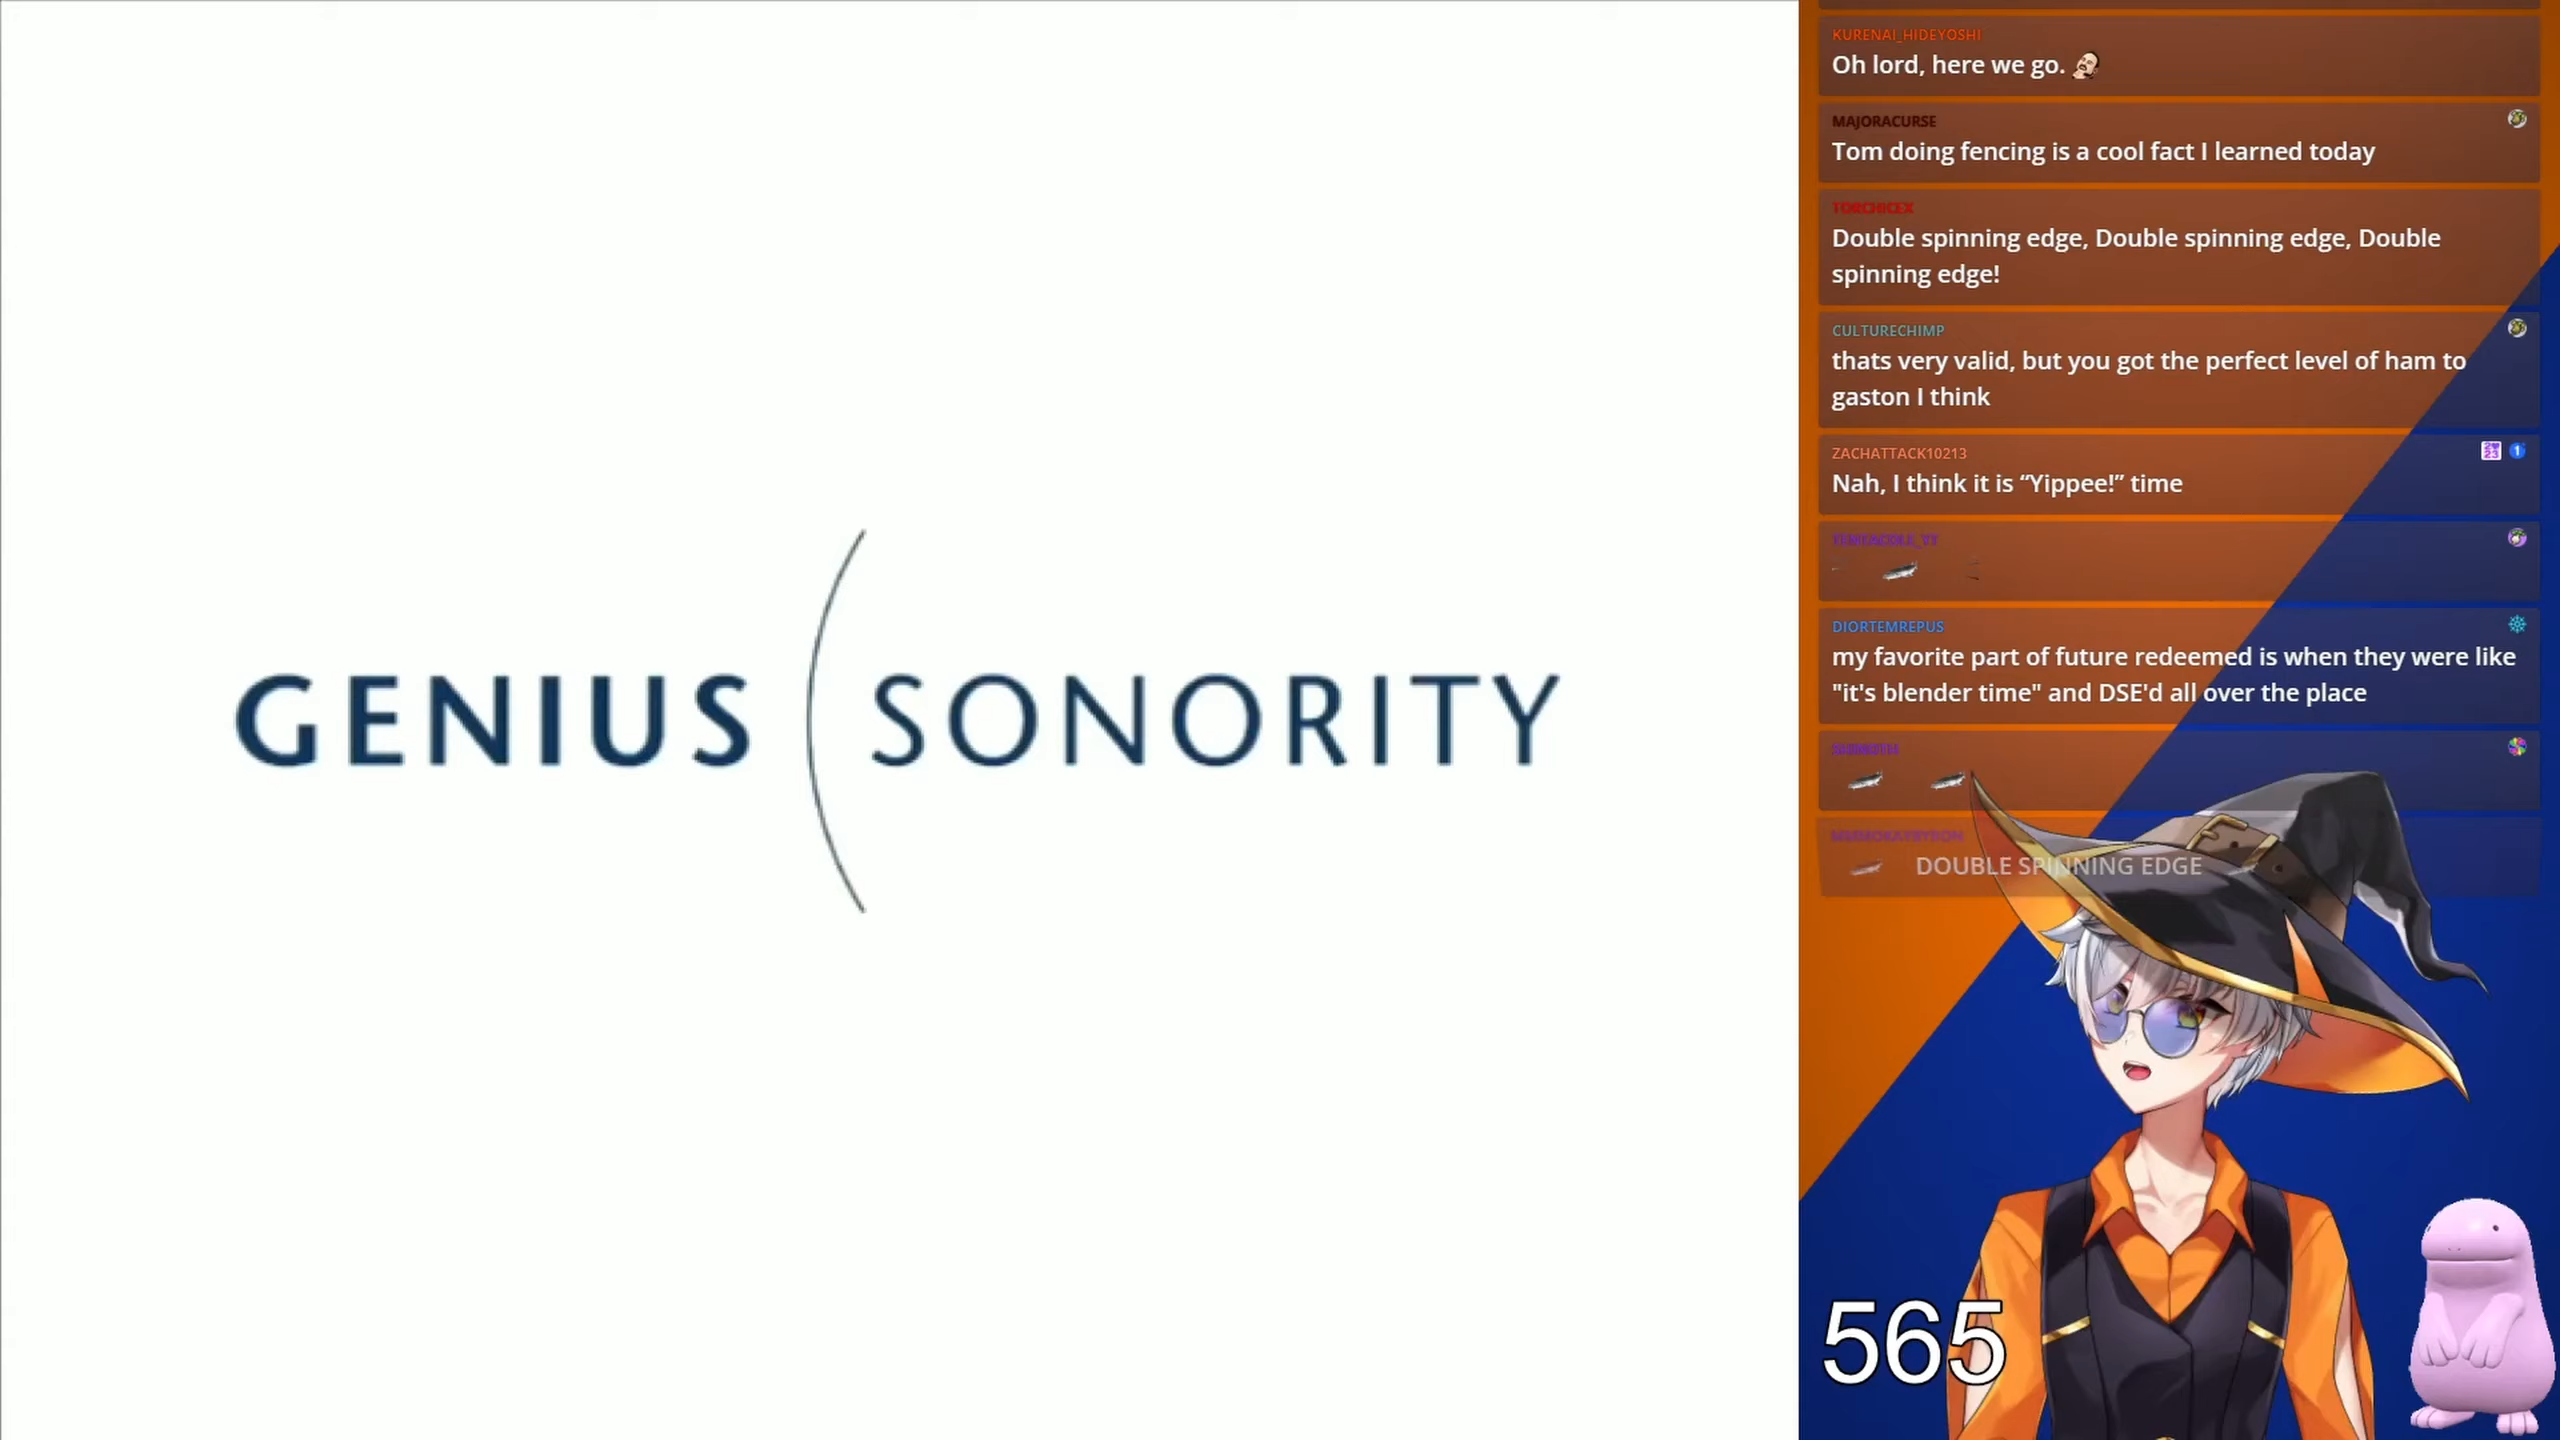 GENIUS SONORITY
KURENAI_HIDEYOSHI
Oh lord, here we go.
MAJORACURSE
Tom doing fencing is a cool fact I learned today
TORCHICEX
Double spinning edge, Double spinning edge, Double
spinning edge!
CULTURECHIMP
thats very valid, but you got the perfect level of ham to
gaston I think
ZACHATTACK10213
Nah, I think it is “Yippee!” time
DIORTEMREPUS
my favorite part of future redeemed is when they were like
"it's blender time" and DSE'd all over the place
DOUBLE SPINNING EDGE
565